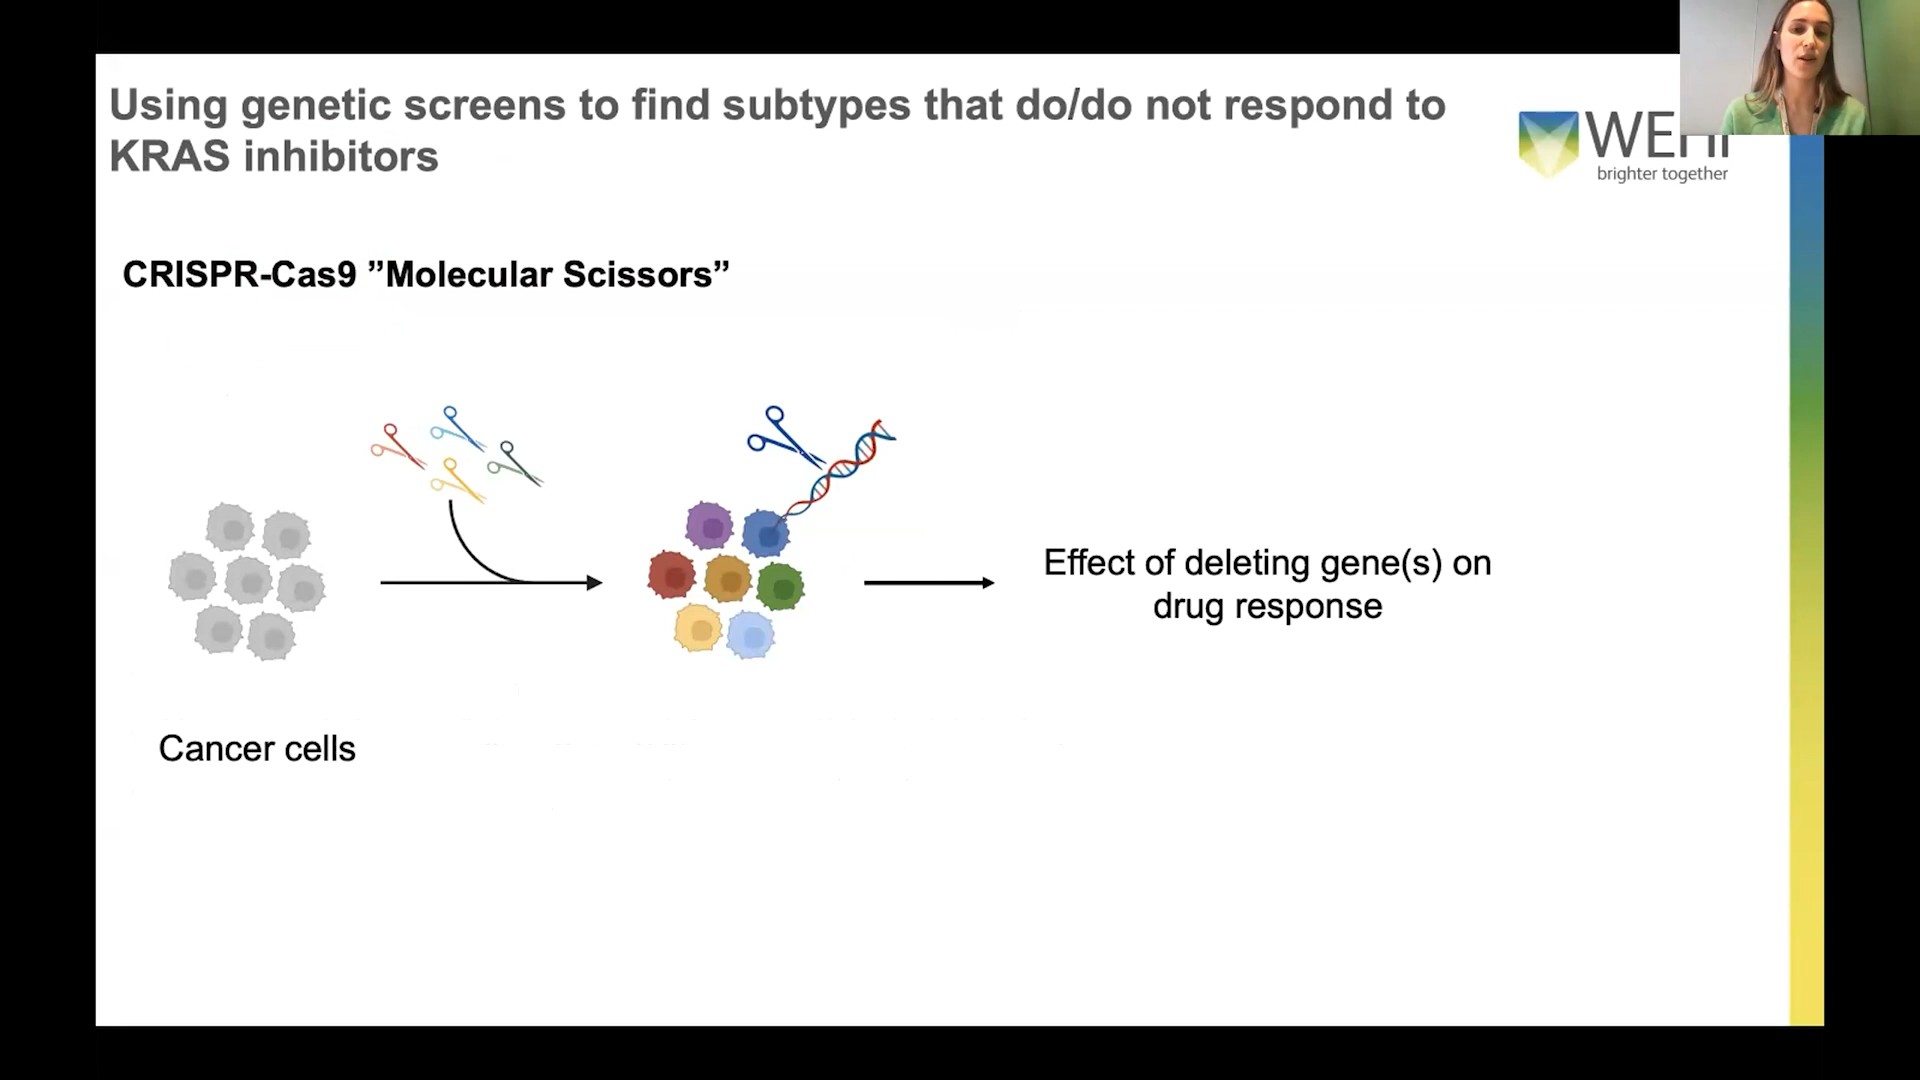 Using genetic screens to find subtypes that do/do not respond to
KRAS inhibitors
WEHI
brighter together
CRISPR-Cas9 ”Molecular Scissors”
Effect of deleting gene(s) on
drug response
Cancer cells